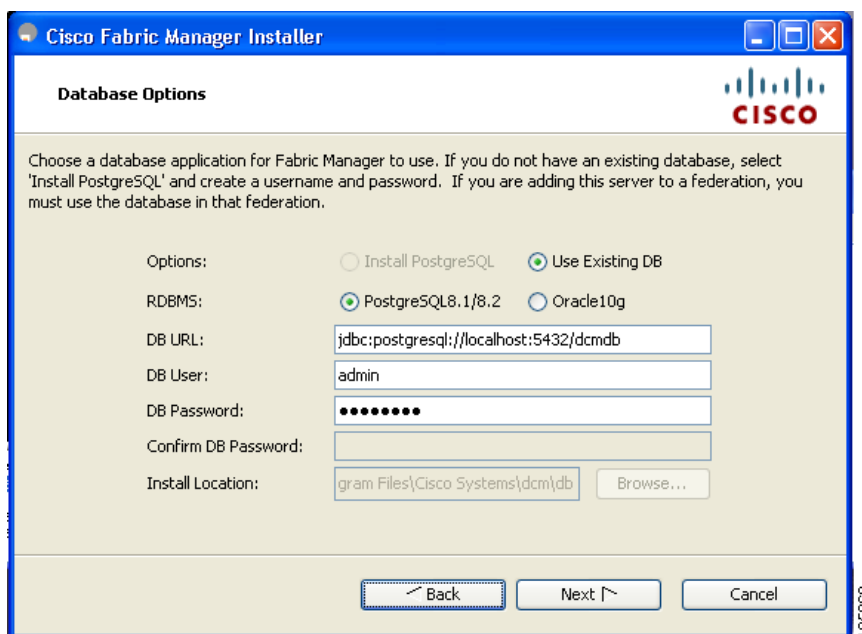 Cisco Fabric Manager Installer
Database Options
CISCO
Choose a database application for Fabric Manager to use. If you do not have an existing database, select
'Install PostgreSQL' and create a username and password. If you are adding this server to a federation, you
must use the database in that federation.
Options: Install PostgreSQL Use Existing DB
RDBMS: PostgreSQL8.1/8.2 Oracle10g
DB URL: jdbc:postgresql://localhost:5432/dcmdb
DB User: admin
DB Password: ●●●●●●●●
Confirm DB Password:
Install Location: gram Files\Cisco Systems\dcm\db Browse...
Back Next Cancel